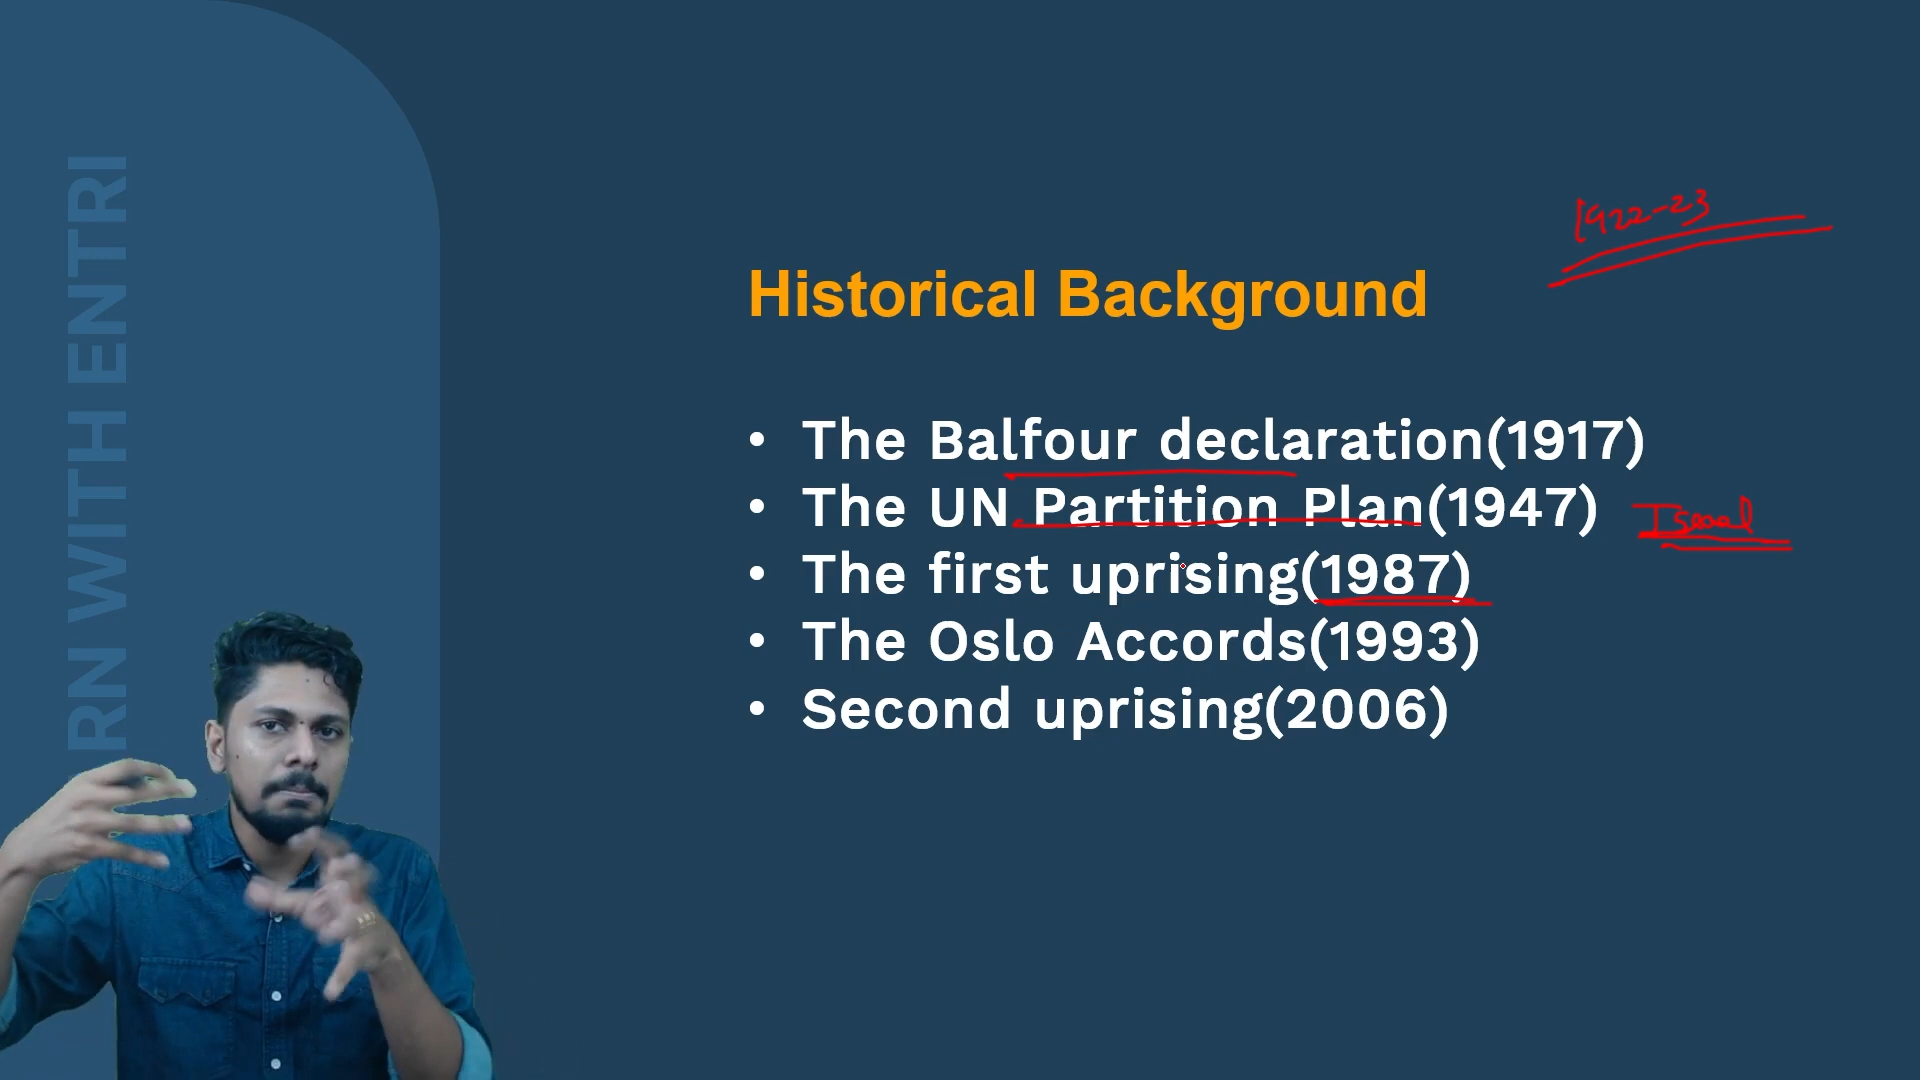 RN WITH ENTRI
1922-23
Historical Background
• The Balfour declaration(1917)
• The UN Partition Plan(1947)
Israel
• The first uprising(1987)
• The Oslo Accords(1993)
• Second uprising(2006)